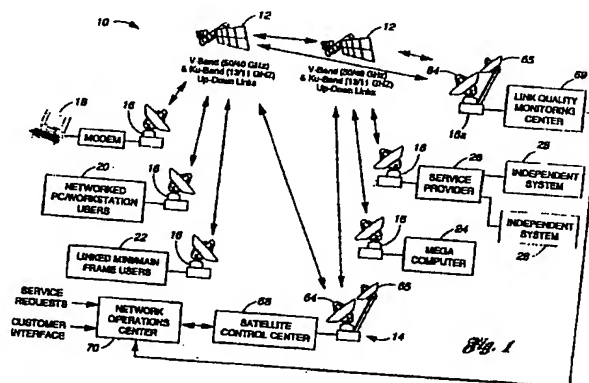 10
12
12
V-Band (50/40 GHz)
& Ku-Band (13/11 GHz)
Up-Down Links
V-Band (50/40 GHz)
& Ku-Band (13/11 GHz)
Up-Down Links
64
65
69
LINK QUALITY
MONITORING
CENTER
16a
18
MODEM
16
20
NETWORKED
PC/WORKSTATION
USERS
16
16
26
SERVICE
PROVIDER
28
INDEPENDENT
SYSTEM
INDEPENDENT
SYSTEM
28
22
LINKED MINI/MAIN
FRAME USERS
16
16
24
MEGA
COMPUTER
SERVICE
REQUESTS
CUSTOMER
INTERFACE
NETWORK
OPERATIONS
CENTER
70
68
SATELLITE
CONTROL CENTER
64
65
14
Fig. 1